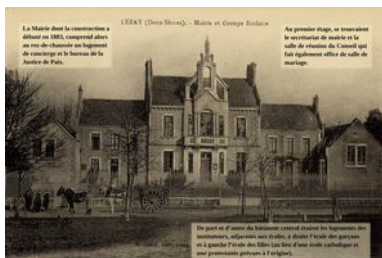 LEZAY (Deux-Sèvres). - Mairie et Groupe Scolaire
La Mairie dont la construction a
débuté en 1883, comprend alors
au rez-de-chaussée un logement
de concierge et le bureau de la
Justice de Paix.
Au premier étage, se trouvaient
le secrétariat de mairie et la
salle de réunion du Conseil qui
fait également office de salle de
mariage.
De part et d'autre du bâtiment central étaient les logements des
instituteurs, adjacents aux écoles, à droite l'école des garçons
et à gauche l'école des filles (au lieu d'une école catholique et
une protestante prévues à l'origine).